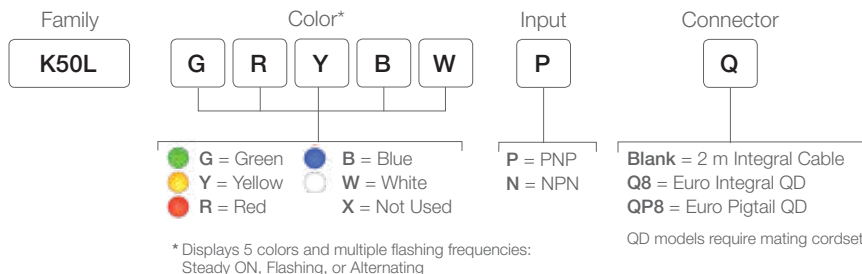 Family Color* Input Connector
K50L G R Y B W P Q
G = Green B = Blue P = PNP Blank = 2 m Integral Cable
Y = Yellow W = White N = NPN Q8 = Euro Integral QD
R = Red X = Not Used QP8 = Euro Pigtail QD
QD models require mating cordset
* Displays 5 colors and multiple flashing frequencies:
Steady ON, Flashing, or Alternating